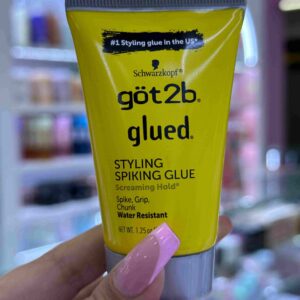 #1 Styling glue in the US*
Schwarzkopf®
göt2b®
glued®
STYLING
SPIKING GLUE
Screaming Hold®
Spike, Grip,
Chunk
Water Resistant
NET WT. 1.25